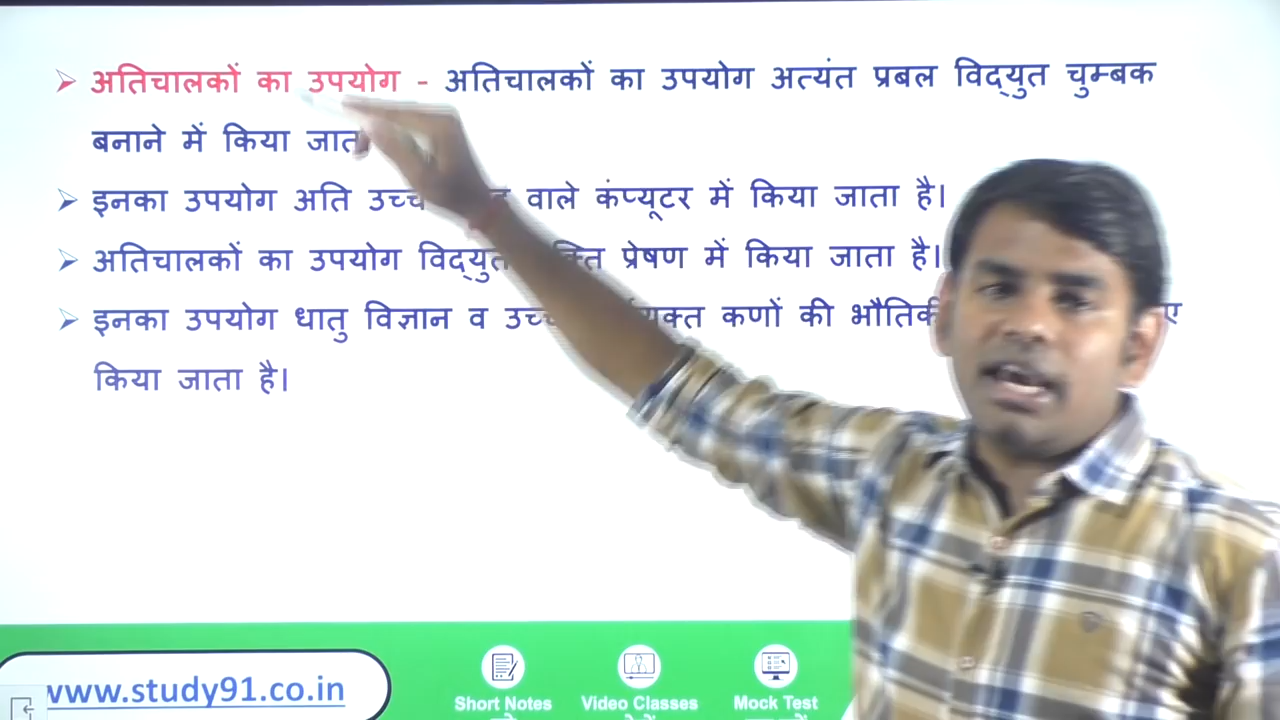 अतिचालकों का उपयोग - अतिचालकों का उपयोग अत्यंत प्रबल विद्युत चुम्बक
बनाने में किया
इनका उपयोग अति उच्च वाले कंप्यूटर में किया जाता है।
अतिचालकों का उपयोग विद्युत प्रेषण में किया जाता है।
इनका उपयोग धातु विज्ञान व कणों की
किया जाता है।
www.study91.co.in
Short Notes
Video Classes
Mock Test